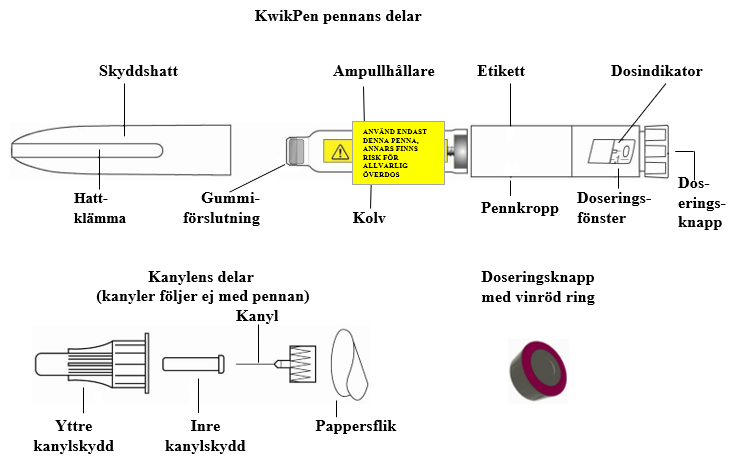 KwikPen pennans delar
Skyddshatt
Ampullhållare
Etikett
Dosindikator
ANVÄND ENDAST
DENNA PENNA,
ANNARS FINNS
RISK FÖR
ALLVARLIG
ÖVERDOS
0
1
Hatt-
klämma
Gummi-
förslutning
Kolv
Pennkropp
Doserings-
fönster
Dos-
erings-
knapp
Kanylens delar
(kanyler följer ej med pennan)
Kanyl
Doseringsknapp
med vinröd ring
Yttre
kanylskydd
Inre
kanylskydd
Pappersflik